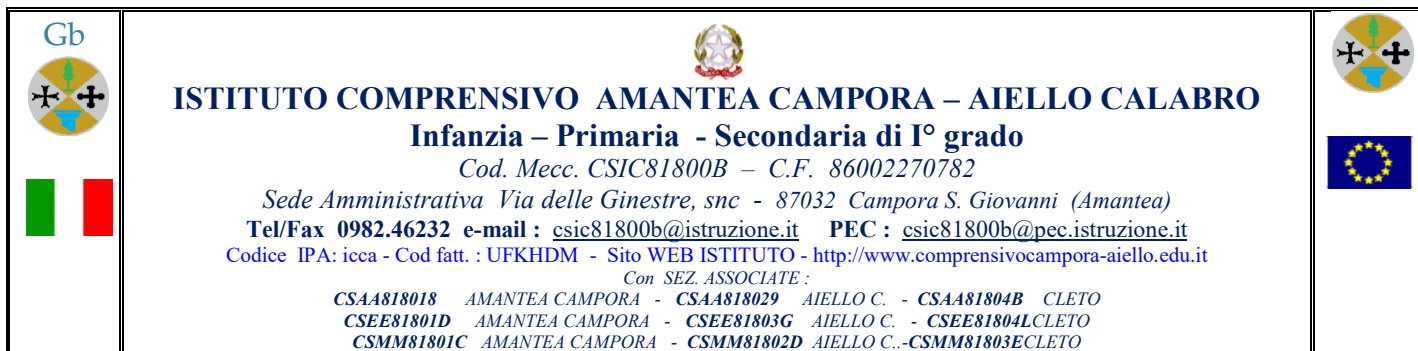 Gb
ISTITUTO COMPRENSIVO AMANTEA CAMPORA – AIELLO CALABRO
Infanzia – Primaria - Secondaria di I° grado
Cod. Mecc. CSIC81800B – C.F. 86002270782
Sede Amministrativa Via delle Ginestre, snc - 87032 Campora S. Giovanni (Amantea)
Tel/Fax 0982.46232 e-mail : csic81800b@istruzione.it PEC : csic81800b@pec.istruzione.it
Codice IPA: icca - Cod fatt. : UFKHDM - Sito WEB ISTITUTO - http://www.comprensivocampora-aiello.edu.it
Con SEZ. ASSOCIATE :
CSAA818018 AMANTEA CAMPORA - CSAA818029 AIELLO C. - CSAA81804B CLETO
CSEE81801D AMANTEA CAMPORA - CSEE81803G AIELLO C. - CSEE81804LCLETO
CSMM81801C AMANTEA CAMPORA - CSMM81802D AIELLO C..-CSMM81803ECLETO